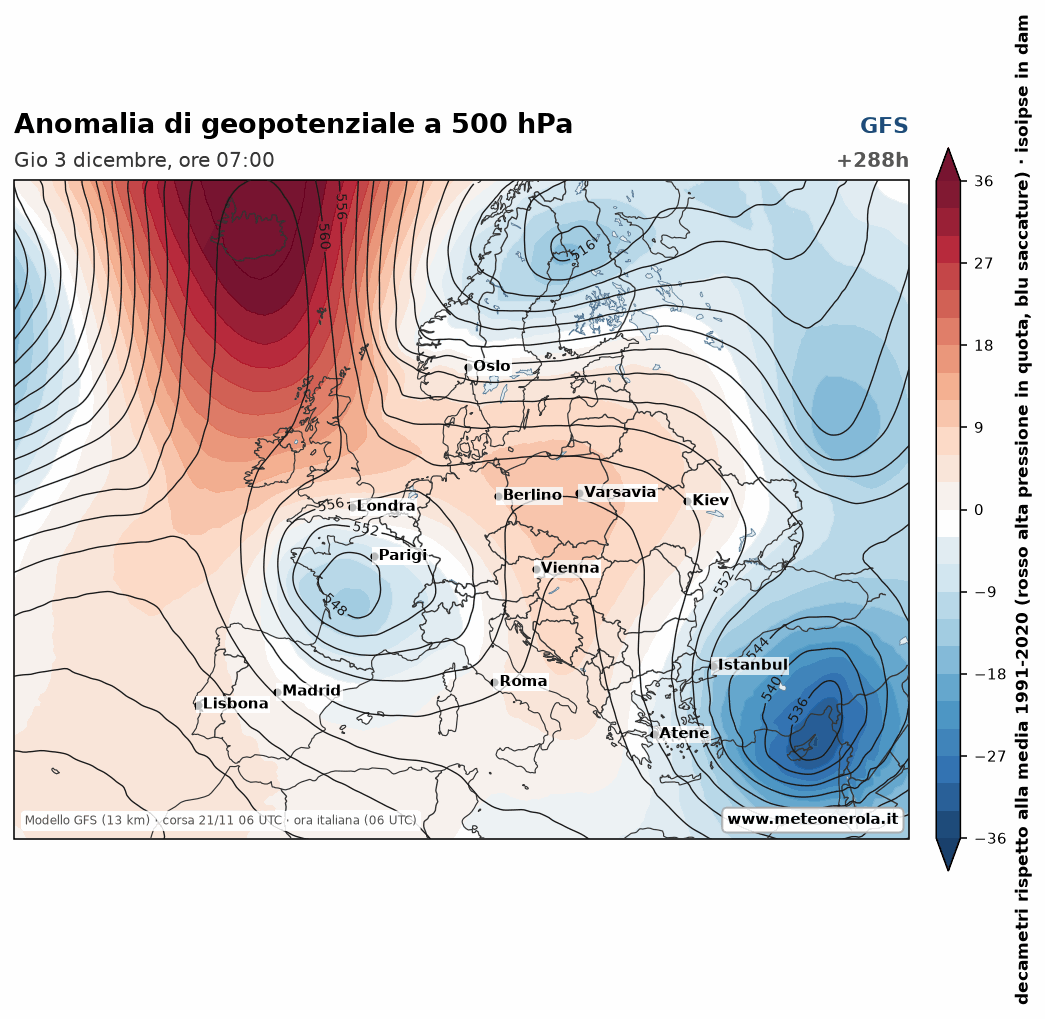 Anomalia di geopotenziale a 500 hPa
GFS
Gio 3 dicembre, ore 07:00
+288h
556
560
516
Oslo
Berlino
Varsavia
Kiev
556
Londra
552
Parigi
Vienna
548
552
544
Istanbul
540
536
Roma
Madrid
Lisbona
Atene
Modello GFS (13 km) · corsa 21/11 06 UTC · ora italiana (06 UTC)
www.meteonerola.it
36
27
18
9
0
−9
−18
−27
−36
decametri rispetto alla media 1991-2020 (rosso alta pressione in quota, blu saccature) · isoipse in dam